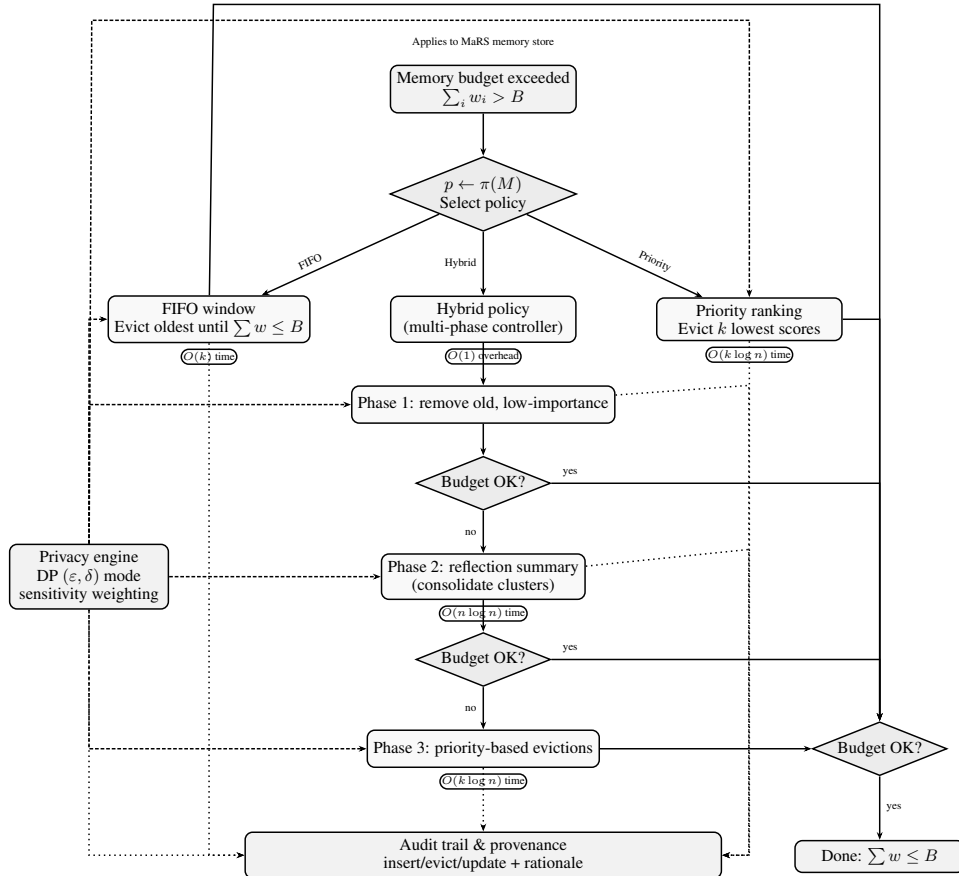 Applies to MaRS memory store
Memory budget exceeded
∑ᵢ wᵢ > B
p ← π(M)
Select policy
FIFO
Hybrid
Priority
FIFO window
Evict oldest until ∑ w ≤ B
O(k) time
Hybrid policy
(multi-phase controller)
O(1) overhead
Priority ranking
Evict k lowest scores
O(k log n) time
Phase 1: remove old, low-importance
Budget OK?
yes
no
Privacy engine
DP (ε, δ) mode
sensitivity weighting
Phase 2: reflection summary
(consolidate clusters)
O(n log n) time
Budget OK?
yes
no
Phase 3: priority-based evictions
O(k log n) time
Budget OK?
yes
Audit trail & provenance
insert/evict/update + rationale
Done: ∑ w ≤ B